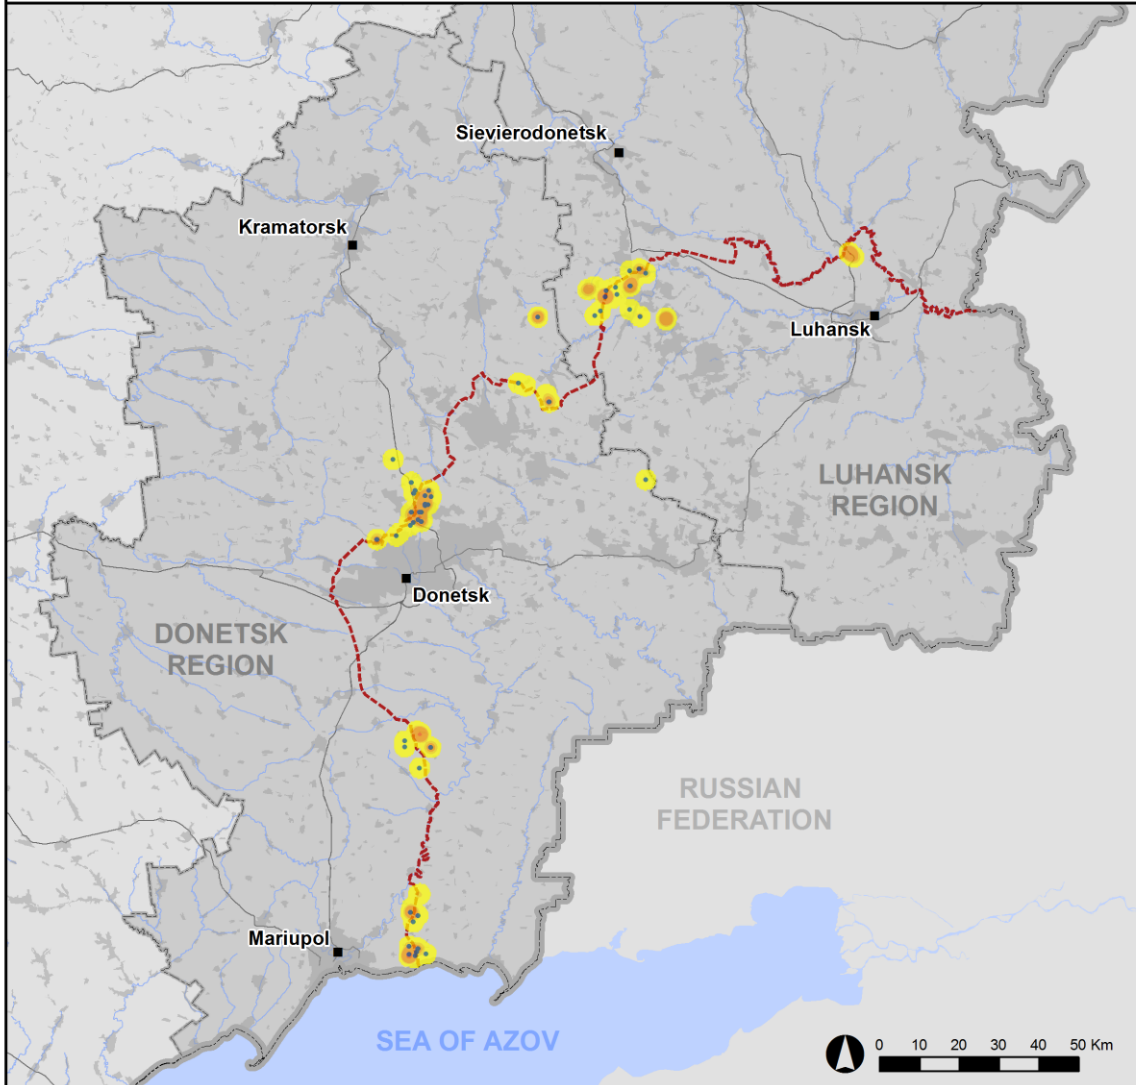 Sievierodonetsk
Kramatorsk
Luhansk
LUHANSK
REGION
Donetsk
DONETSK
REGION
RUSSIAN
FEDERATION
Mariupol
SEA OF AZOV
0 10 20 30 40 50 Km